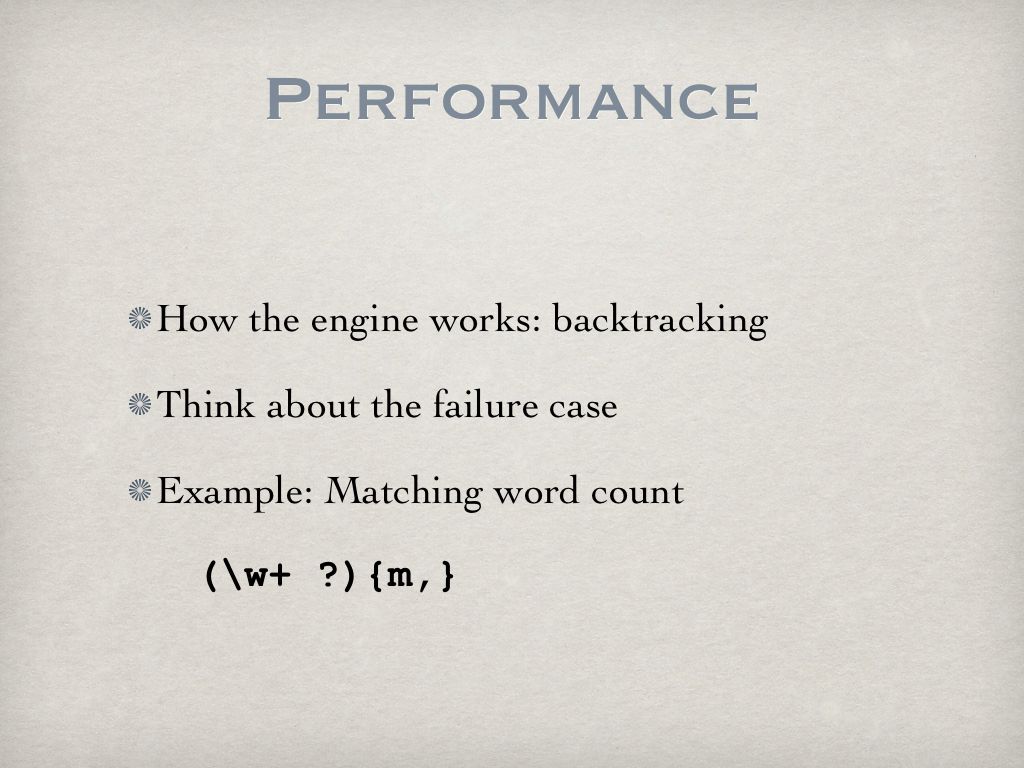 Performance
How the engine works: backtracking
Think about the failure case
Example: Matching word count
(\w+ ?){m,}